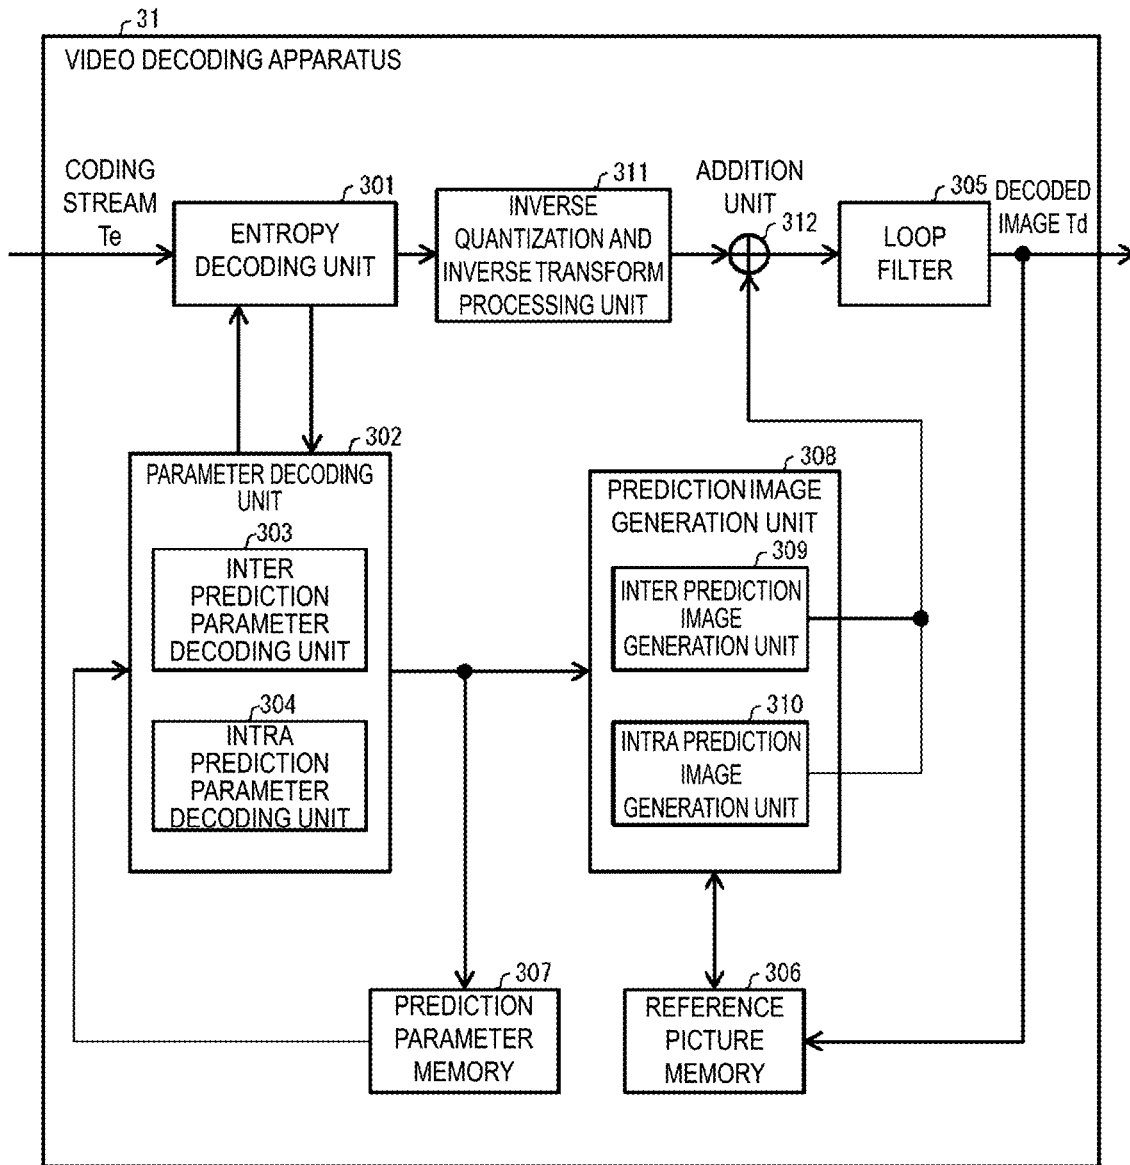 31
VIDEO DECODING APPARATUS
CODING
STREAM
Te
301
ENTROPY
DECODING UNIT
311
INVERSE
QUANTIZATION AND
INVERSE TRANSFORM
PROCESSING UNIT
ADDITION
UNIT
312
305
LOOP
FILTER
DECODED
IMAGE Td
302
PARAMETER DECODING
UNIT
303
INTER
PREDICTION
PARAMETER
DECODING UNIT
304
INTRA
PREDICTION
PARAMETER
DECODING UNIT
308
PREDICTION IMAGE
GENERATION UNIT
309
INTER PREDICTION
IMAGE
GENERATION UNIT
310
INTRA PREDICTION
IMAGE
GENERATION UNIT
307
PREDICTION
PARAMETER
MEMORY
306
REFERENCE
PICTURE
MEMORY